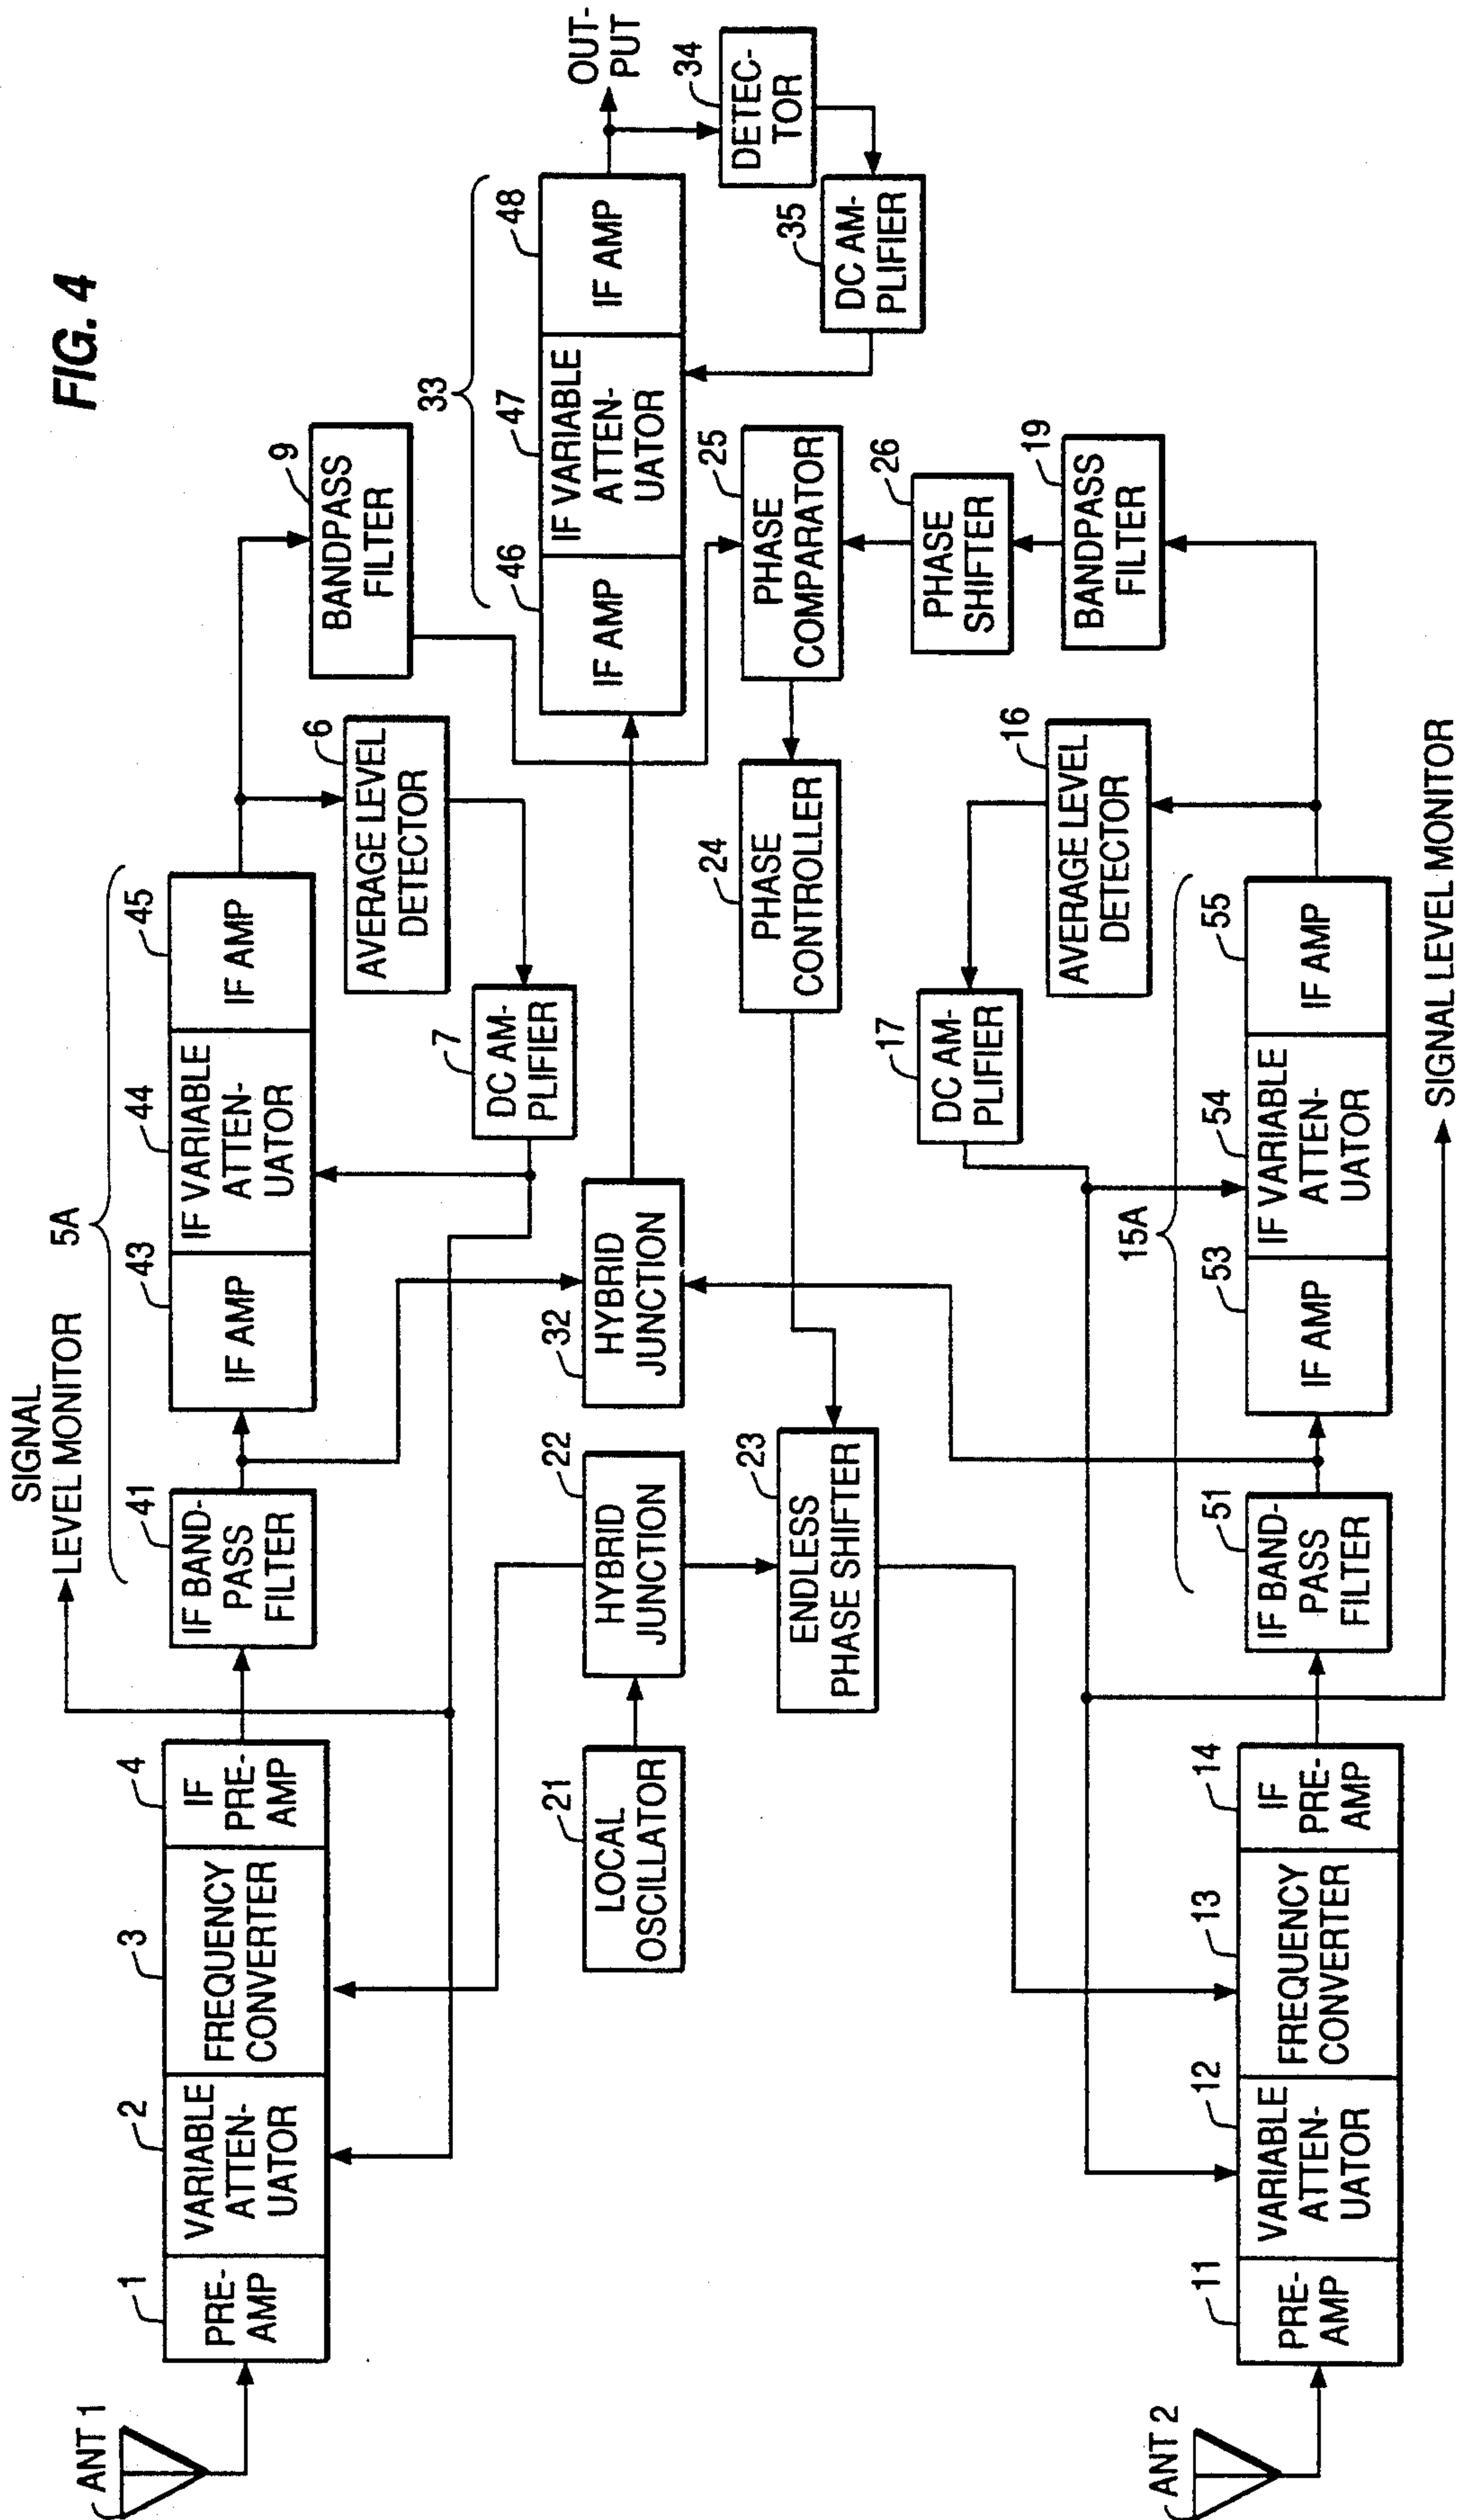 FIG. 4
ANT 1
1
PRE-
AMP
2
VARIABLE
ATTEN-
UATOR
3
FREQUENCY
CONVERTER
4
IF
PRE-
AMP
SIGNAL
LEVEL MONITOR
5A
41
IF BAND-
PASS
FILTER
43
IF AMP
44
IF VARIABLE
ATTEN-
UATOR
45
IF AMP
6
AVERAGE LEVEL
DETECTOR
7
DC AM-
PLIFIER
9
BANDPASS
FILTER
21
LOCAL
OSCILLATOR
22
HYBRID
JUNCTION
32
HYBRID
JUNCTION
33
46
IF AMP
47
IF VARIABLE
ATTEN-
UATOR
48
IF AMP
OUT-
PUT
34
DETEC-
TOR
35
DC AM-
PLIFIER
23
ENDLESS
PHASE SHIFTER
24
PHASE
CONTROLLER
25
PHASE
COMPARATOR
26
PHASE
SHIFTER
19
BANDPASS
FILTER
17
DC AM-
PLIFIER
16
AVERAGE LEVEL
DETECTOR
ANT 2
11
PRE-
AMP
12
VARIABLE
ATTEN-
UATOR
13
FREQUENCY
CONVERTER
14
IF
PRE-
AMP
15A
51
IF BAND-
PASS
FILTER
53
IF AMP
54
IF VARIABLE
ATTEN-
UATOR
55
IF AMP
SIGNAL LEVEL MONITOR